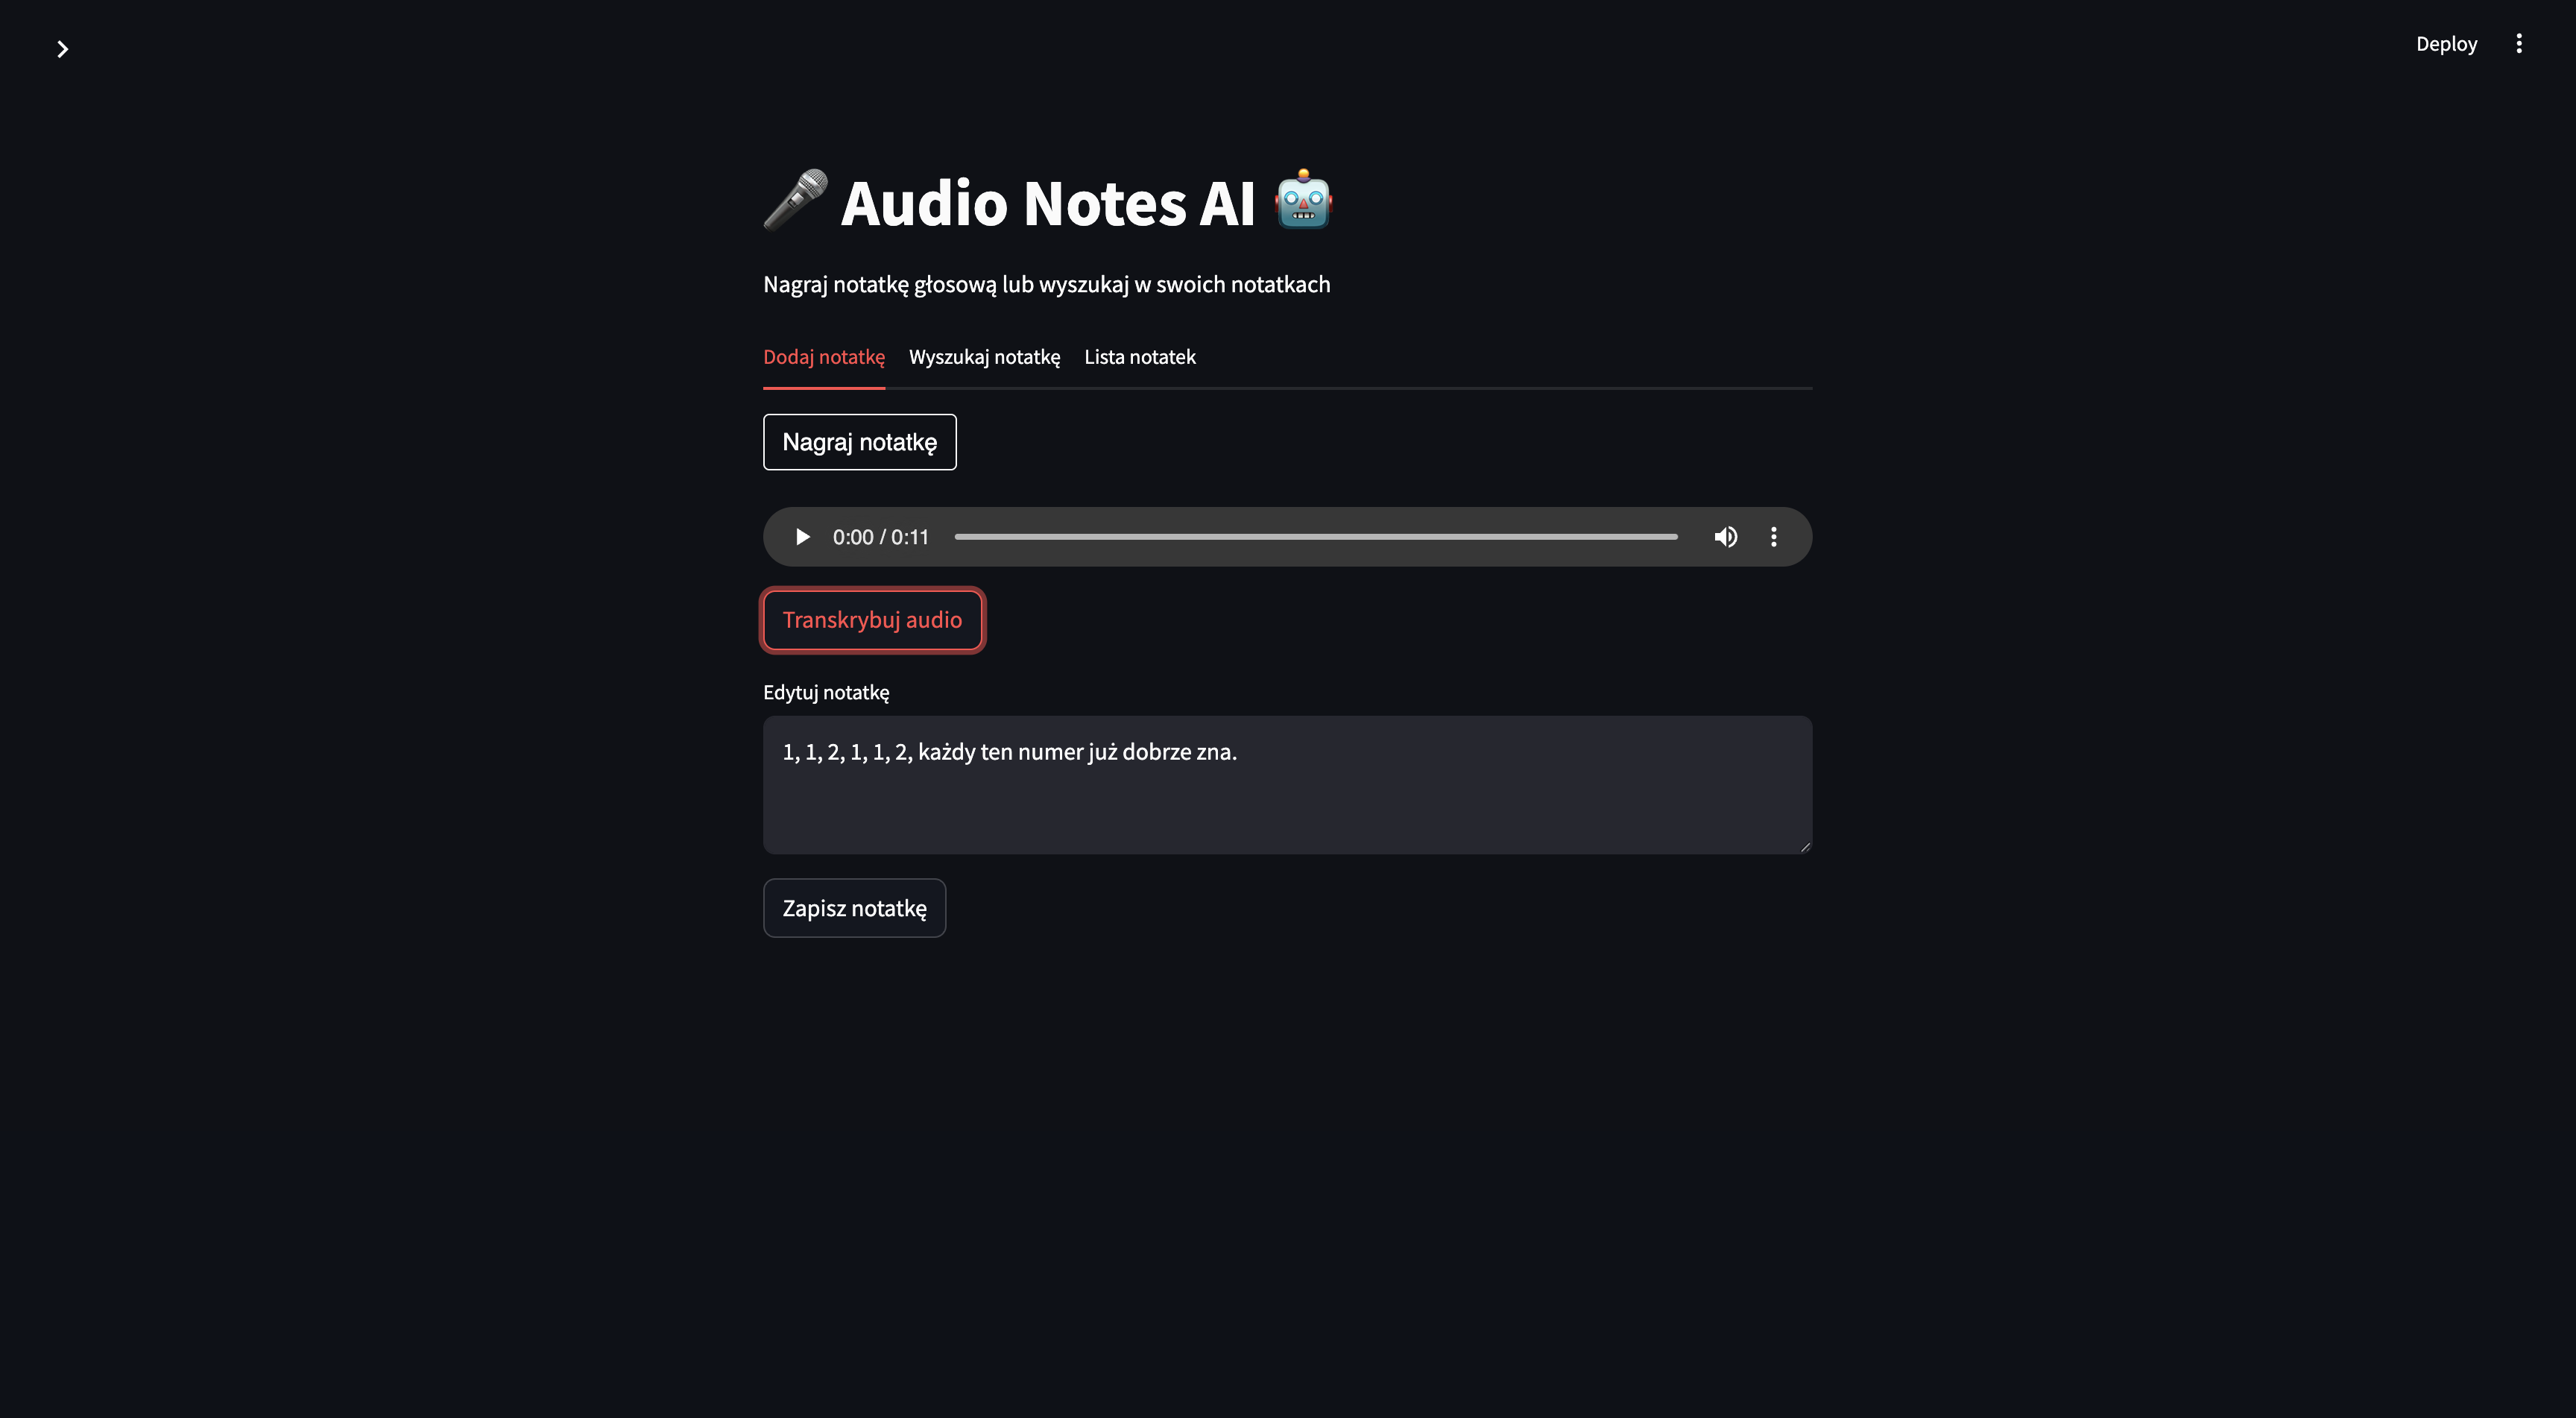 Deploy
🎤 Audio Notes AI 🤖
Nagraj notatkę głosową lub wyszukaj w swoich notatkach
Dodaj notatkę Wyszukaj notatkę Lista notatek
Nagraj notatkę
0:00 / 0:11
Transkrybuj audio
Edytuj notatkę
1, 1, 2, 1, 1, 2, każdy ten numer już dobrze zna.
Zapisz notatkę